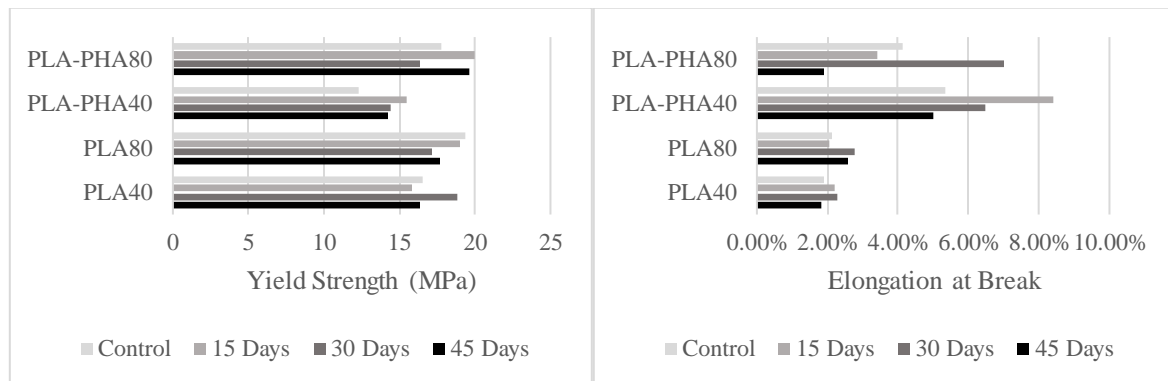 PLA-PHA80
PLA-PHA40
PLA80
PLA40
0 5 10 15 20 25
Yield Strength (MPa)
Control 15 Days 30 Days 45 Days
PLA-PHA80
PLA-PHA40
PLA80
PLA40
0.00% 2.00% 4.00% 6.00% 8.00% 10.00%
Elongation at Break
Control 15 Days 30 Days 45 Days